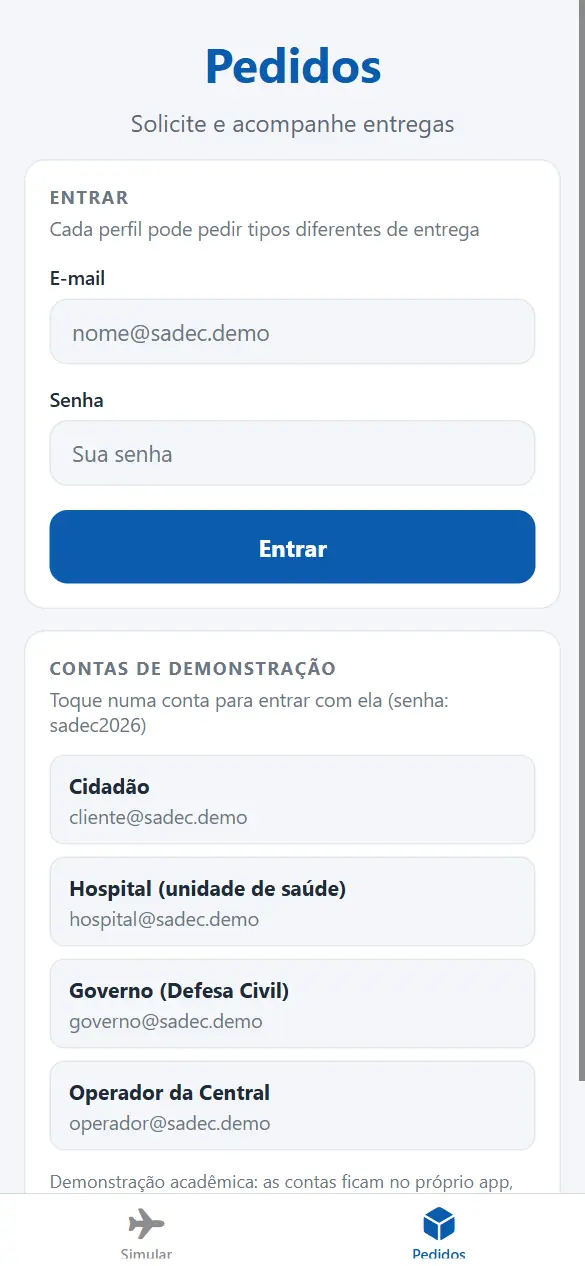 Pedidos
Solicite e acompanhe entregas
ENTRAR
Cada perfil pode pedir tipos diferentes de entrega
E-mail
nome@sadec.demo
Senha
Sua senha
Entrar
CONTAS DE DEMONSTRAÇÃO
Toque numa conta para entrar com ela (senha:
sadec2026)
Cidadão
cliente@sadec.demo
Hospital (unidade de saúde)
hospital@sadec.demo
Governo (Defesa Civil)
governo@sadec.demo
Operador da Central
operador@sadec.demo
Demonstração acadêmica: as contas ficam no próprio app,
Simular
Pedidos